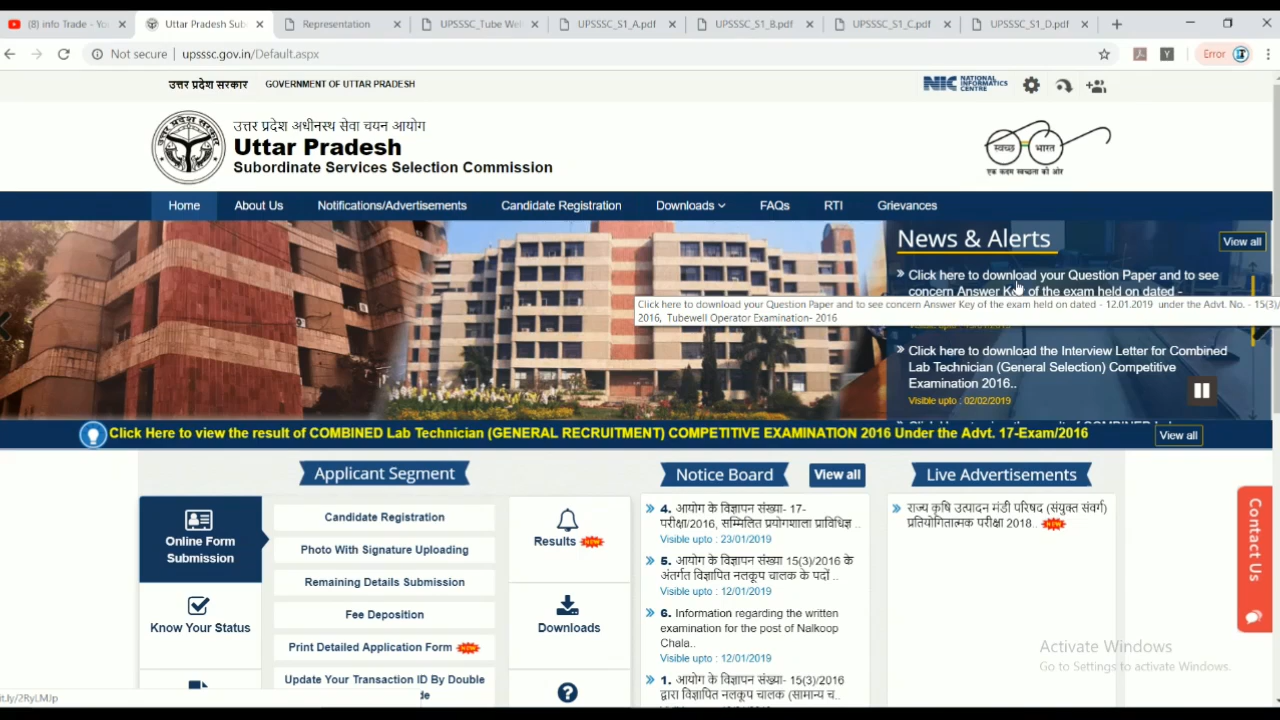 (8) info Trade - You
Uttar Pradesh Sub
Representation
UPSSSC_Tube We
UPSSSC_S1_A.pdf
UPSSSC_S1_B.pdf
UPSSSC_S1_C.pdf
UPSSSC_S1_D.pdf
Not secure
upsssc.gov.in/Default.aspx
Error
उत्तर प्रदेश सरकार
GOVERNMENT OF UTTAR PRADESH
NIC NATIONAL INFORMATICS CENTRE
उत्तर प्रदेश अधीनस्थ सेवा चयन आयोग
Uttar Pradesh
Subordinate Services Selection Commission
स्वच्छ भारत
एक कदम स्वच्छता की ओर
Home About Us Notifications/Advertisements Candidate Registration Downloads FAQs RTI Grievances
News & Alerts
View all
Click here to download your Question Paper and to see
concern Answer Key of the exam held on dated -
Click here to download your Question Paper and to see concern Answer Key of the exam held on dated - 12.01.2019 under the Advt. No. - 15(3)/
2016, Tubewell Operator Examination- 2016
Click here to download the Interview Letter for Combined
Lab Technician (General Selection) Competitive
Examination 2016..
Visible upto : 02/02/2019
Click Here to view the result of COMBINED Lab Technician (GENERAL RECRUITMENT) COMPETITIVE EXAMINATION 2016 Under the Advt. 17-Exam/2016
View all
Applicant Segment
Online Form
Submission
Know Your Status
Candidate Registration
Photo With Signature Uploading
Remaining Details Submission
Fee Deposition
Print Detailed Application Form NEW
Update Your Transaction ID By Double
de
Results NEW
Downloads
Notice Board
View all
4. आयोग के विज्ञापन संख्या- 17-
परीक्षा/2016, सम्मिलित प्रयोगशाला प्राविधिज्ञ ..
Visible upto : 23/01/2019
5. आयोग के विज्ञापन संख्या 15(3)/2016 के
अंतर्गत विज्ञापित नलकूप चालक के पदों ..
Visible upto : 12/01/2019
6. Information regarding the written
examination for the post of Nalkoop
Chala..
Visible upto : 12/01/2019
1. आयोग के विज्ञापन संख्या- 15(3)/2016
द्वारा विज्ञापित नलकूप चालक (सामान्य च..
Live Advertisements
राज्य कृषि उत्पादन मंडी परिषद (संयुक्त संवर्ग)
प्रतियोगितात्मक परीक्षा 2018.. NEW
Contact Us
Activate Windows
Go to Settings to activate Windows.
it.ly/2RyLMJp